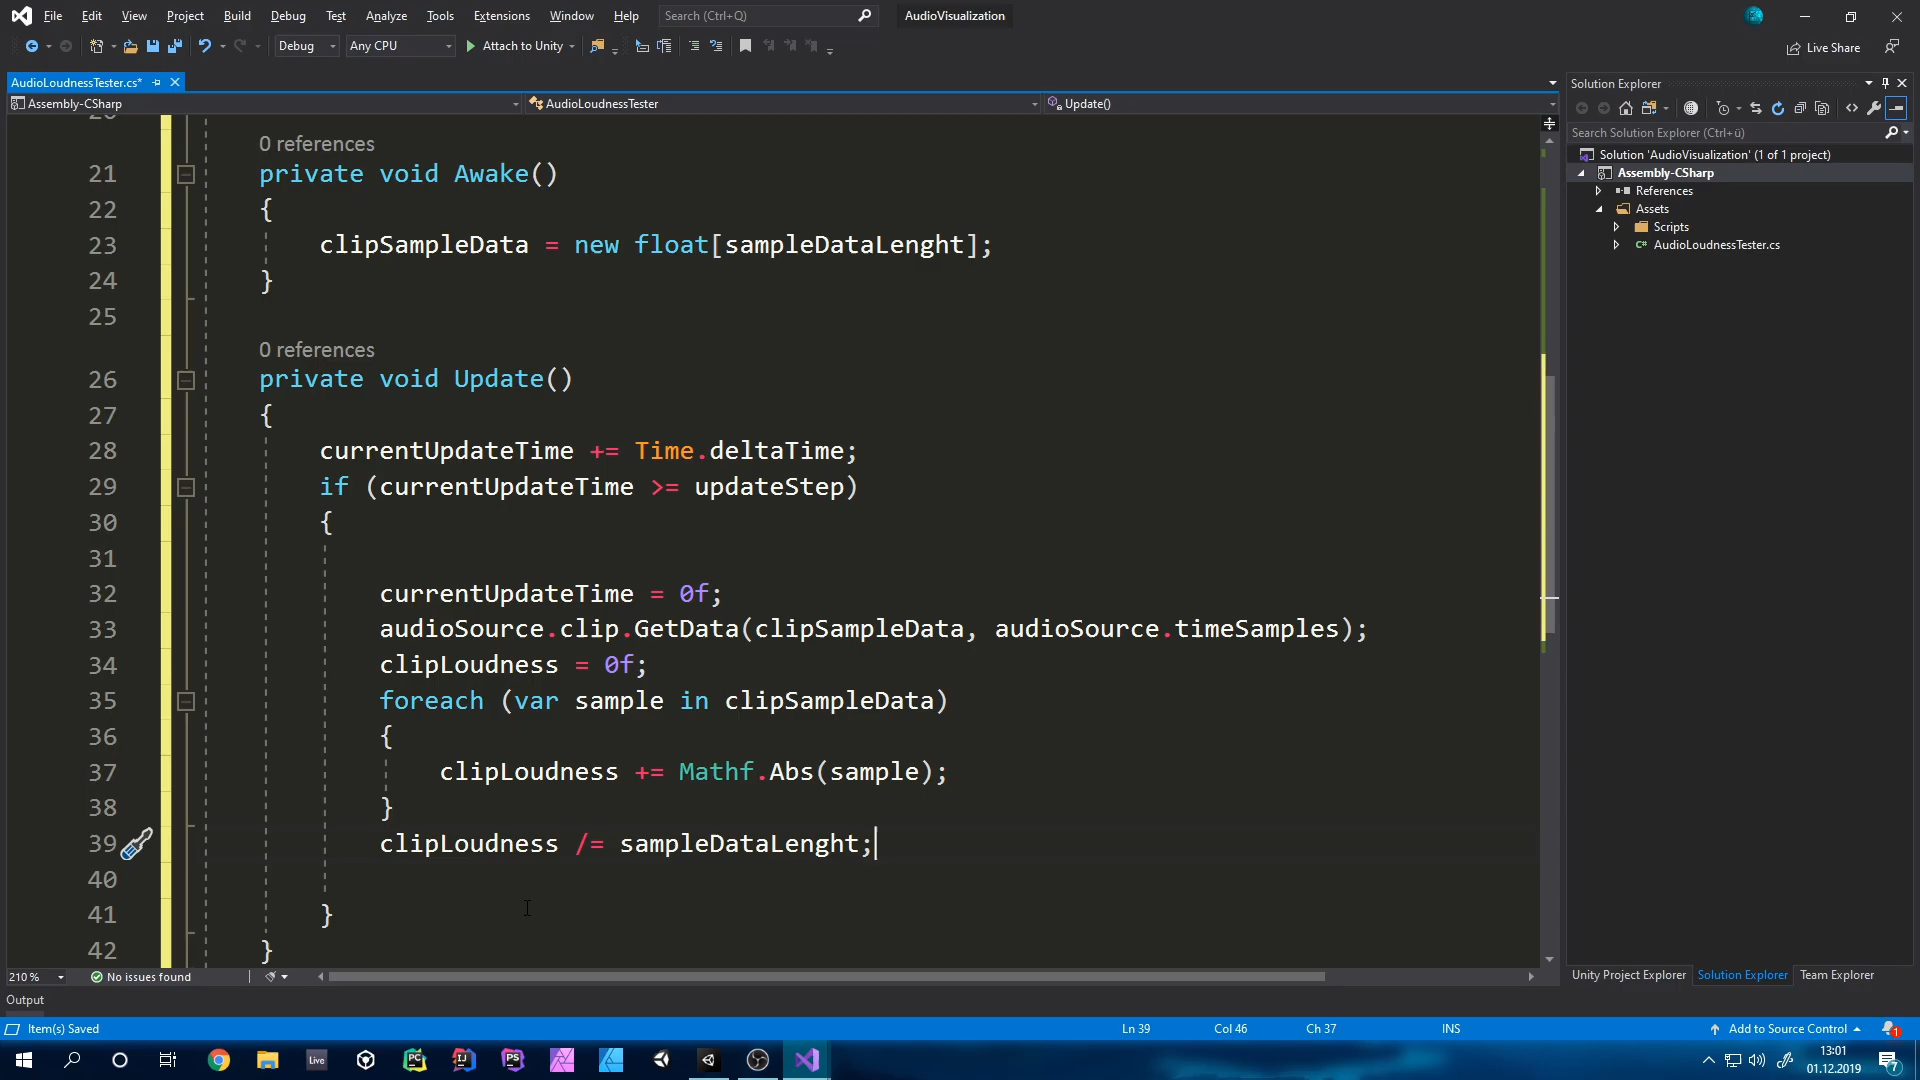 File Edit View Project Build Debug Test Analyze Tools Extensions Window Help Search (Ctrl+Q) AudioVisualization
Debug Any CPU Attach to Unity Live Share
AudioLoudnessTester.cs*
Assembly-CSharp AudioLoudnessTester Update()
0 references
21 private void Awake()
22 {
23 clipSampleData = new float[sampleDataLenght];
24 }
25
0 references
26 private void Update()
27 {
28 currentUpdateTime += Time.deltaTime;
29 if (currentUpdateTime >= updateStep)
30 {
31
32 currentUpdateTime = 0f;
33 audioSource.clip.GetData(clipSampleData, audioSource.timeSamples);
34 clipLoudness = 0f;
35 foreach (var sample in clipSampleData)
36 {
37 clipLoudness += Mathf.Abs(sample);
38 }
39 clipLoudness /= sampleDataLenght;
40
41 }
42 }
210 % No issues found
Output
Solution Explorer
Search Solution Explorer (Ctrl+ü)
Solution 'AudioVisualization' (1 of 1 project)
Assembly-CSharp
References
Assets
Scripts
C# AudioLoudnessTester.cs
Unity Project Explorer Solution Explorer Team Explorer
Item(s) Saved Ln 39 Col 46 Ch 37 INS Add to Source Control 1
Live PC IJ PS
13:01
01.12.2019
7